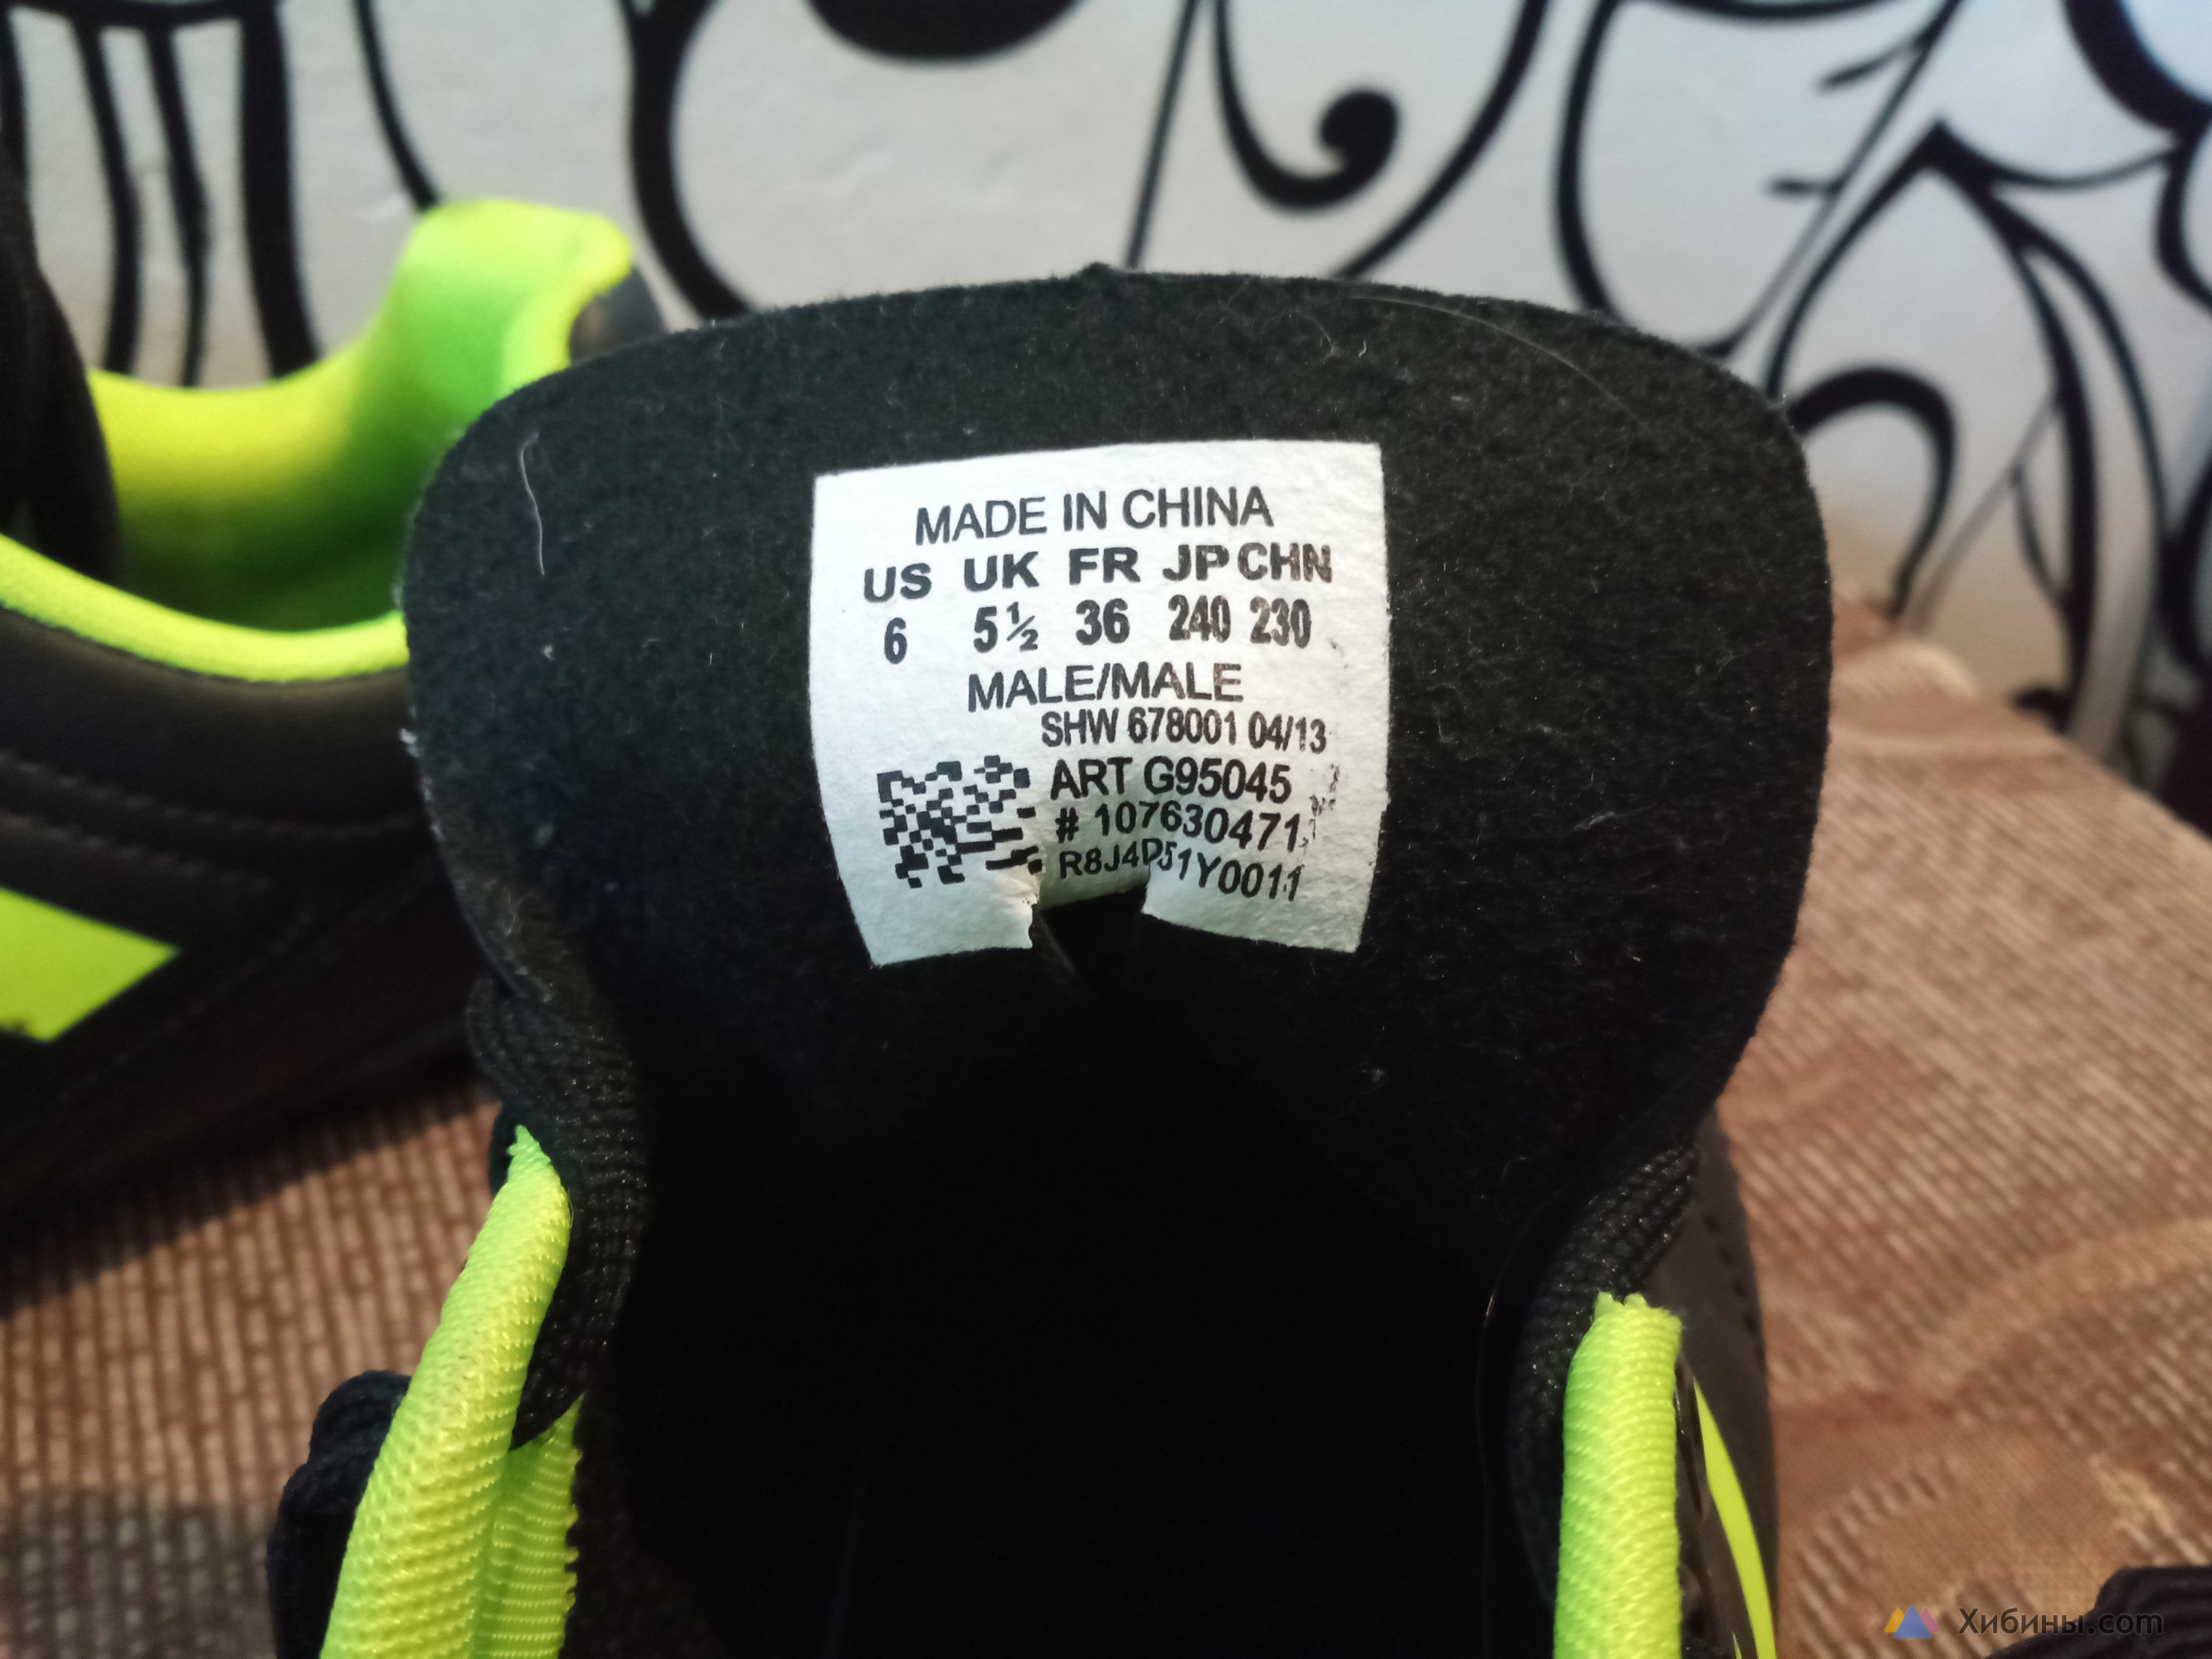 MADE IN CHINA
US UK FR JP CHN
6 5½ 36 240 230
MALE/MALE
SHW 678001 04/13
ART G95045
# 107630471
R8J4D51Y0011
Хибины.com